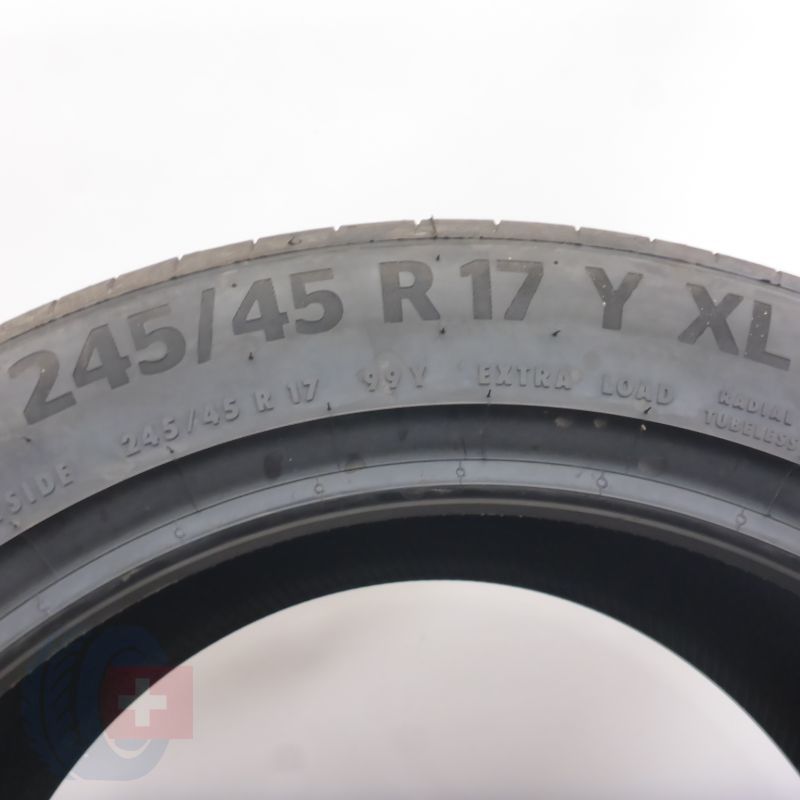 245/45 R17 Y XL
SIDE 245/45 R 17 99Y EXTRA LOAD RADIAL
TUBELESS